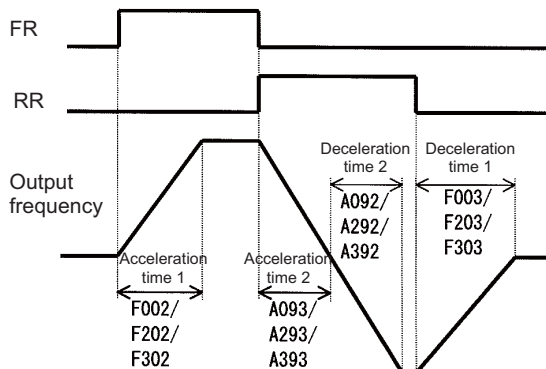 FR
RR
Output
frequency
Deceleration
time 2
A092/
A292/
A392
Deceleration
time 1
F003/
F203/
F303
Acceleration
time 1
F002/
F202/
F302
Acceleration
time 2
A093/
A293/
A393